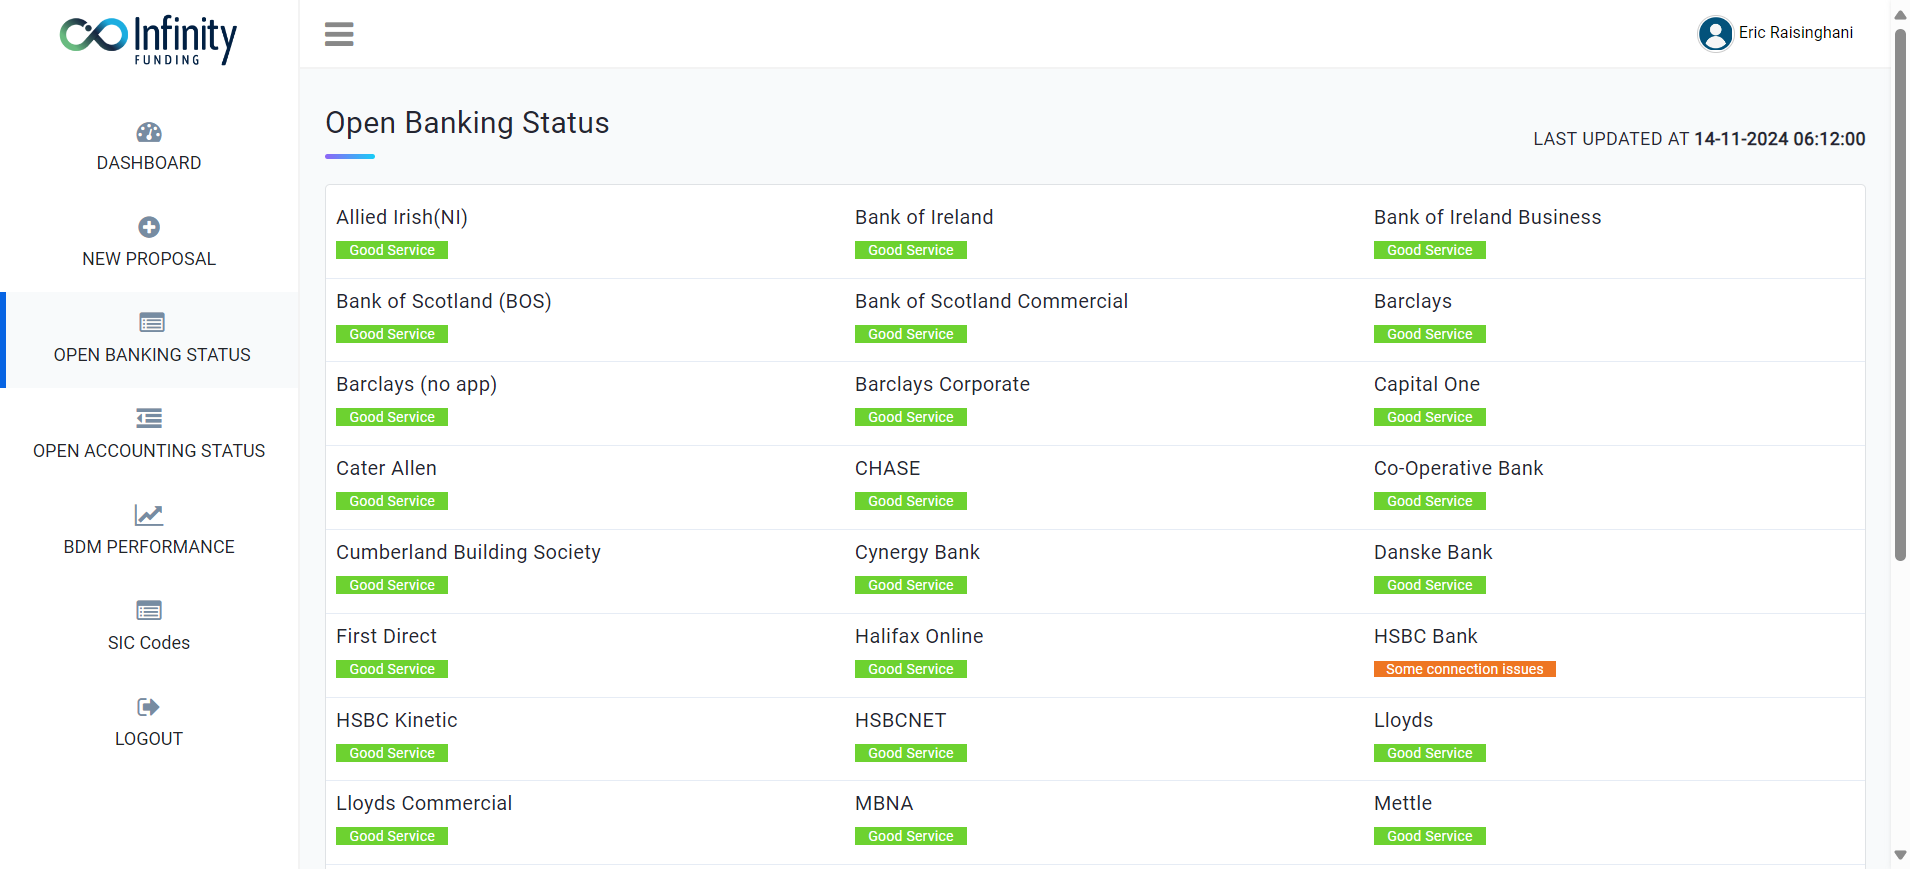 Infinity
FUNDING
Eric Raisinghani
DASHBOARD
NEW PROPOSAL
OPEN BANKING STATUS
OPEN ACCOUNTING STATUS
BDM PERFORMANCE
SIC Codes
LOGOUT
Open Banking Status
LAST UPDATED AT 14-11-2024 06:12:00
Allied Irish(NI)
Good Service
Bank of Ireland
Good Service
Bank of Ireland Business
Good Service
Bank of Scotland (BOS)
Good Service
Bank of Scotland Commercial
Good Service
Barclays
Good Service
Barclays (no app)
Good Service
Barclays Corporate
Good Service
Capital One
Good Service
Cater Allen
Good Service
CHASE
Good Service
Co-Operative Bank
Good Service
Cumberland Building Society
Good Service
Cynergy Bank
Good Service
Danske Bank
Good Service
First Direct
Good Service
Halifax Online
Good Service
HSBC Bank
Some connection issues
HSBC Kinetic
Good Service
HSBCNET
Good Service
Lloyds
Good Service
Lloyds Commercial
Good Service
MBNA
Good Service
Mettle
Good Service